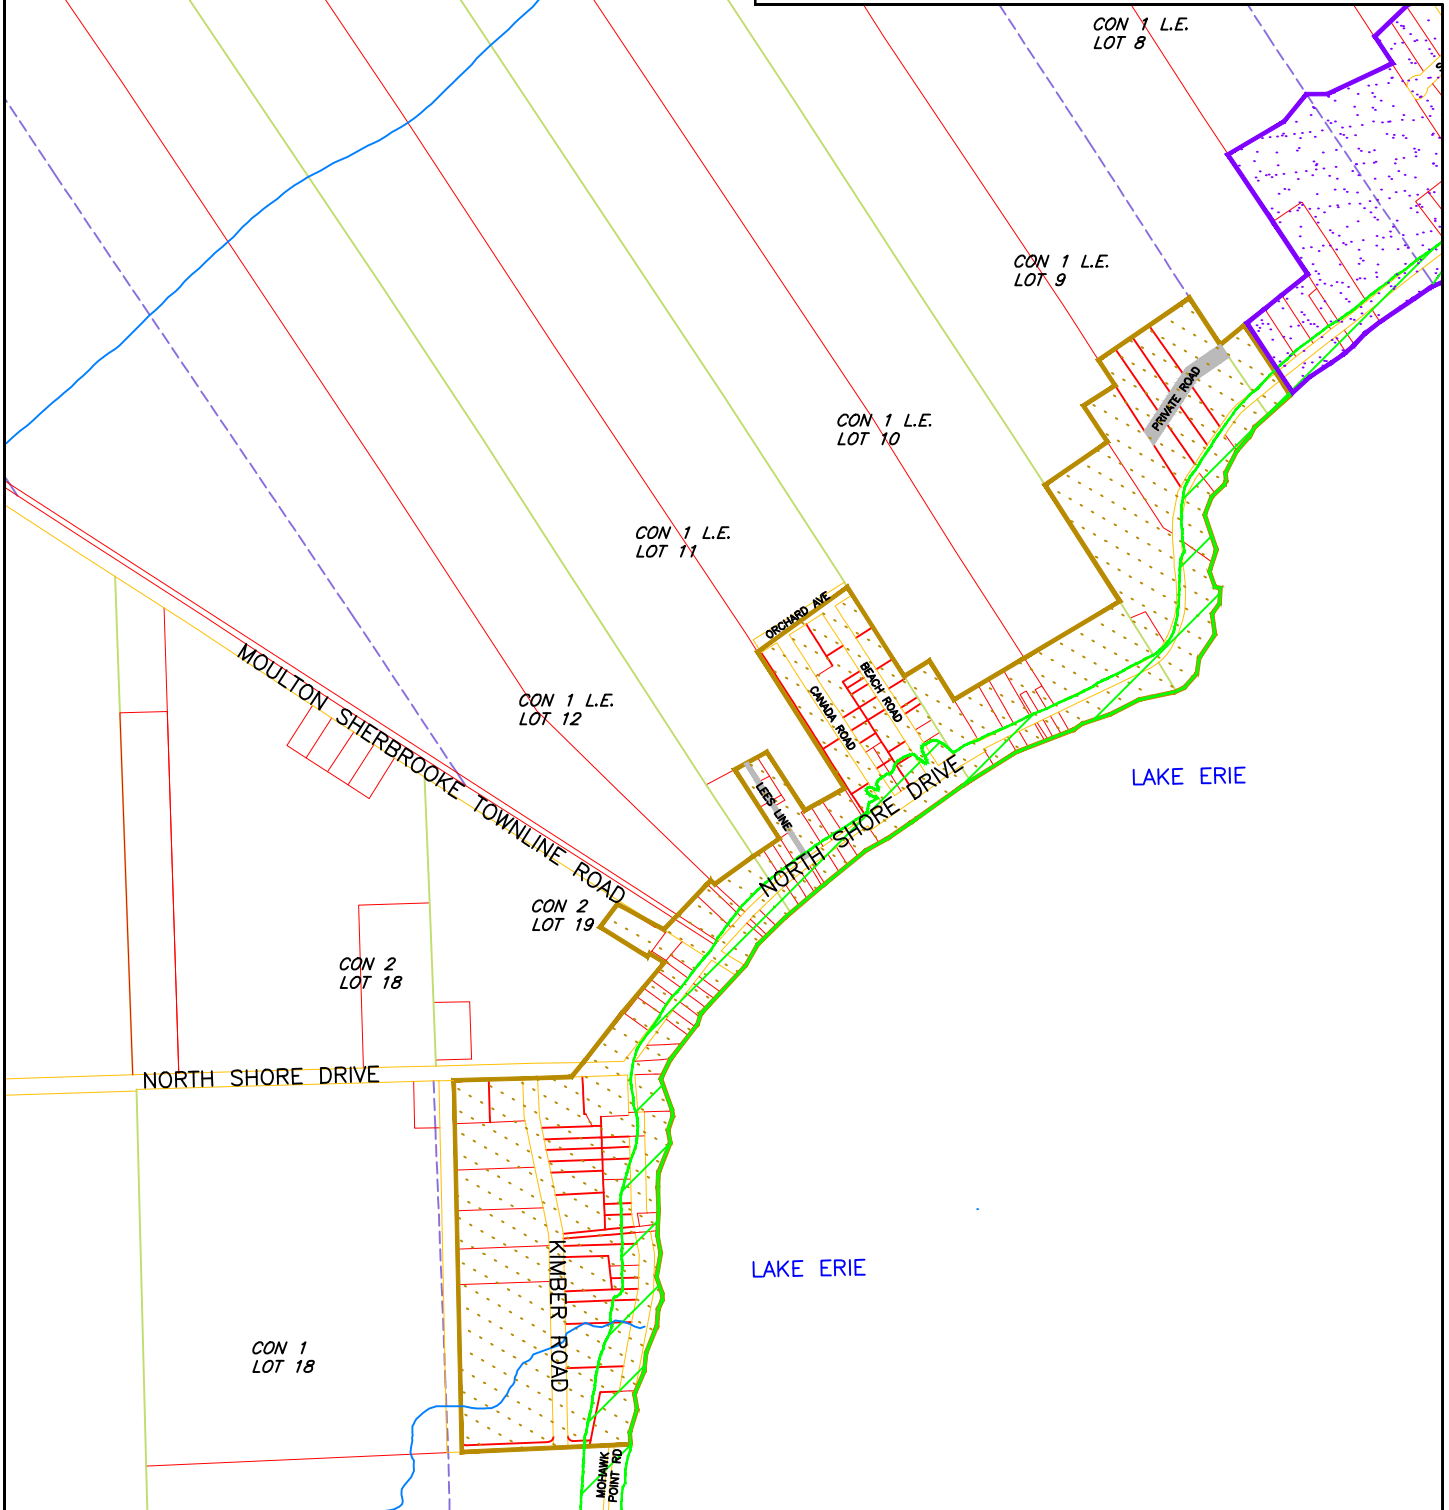 CON 1 L.E.
LOT 8
CON 1 L.E.
LOT 9
PRIVATE ROAD
CON 1 L.E.
LOT 10
CON 1 L.E.
LOT 11
ORCHARD AVE
BEACH ROAD
CANADA ROAD
MOULTON SHERBROOKE TOWNLINE ROAD
CON 1 L.E.
LOT 12
LEES LINE
NORTH SHORE DRIVE
LAKE ERIE
CON 2
LOT 19
CON 2
LOT 18
NORTH SHORE DRIVE
KIMBER ROAD
LAKE ERIE
CON 1
LOT 18
MOHAWK
POINT RD